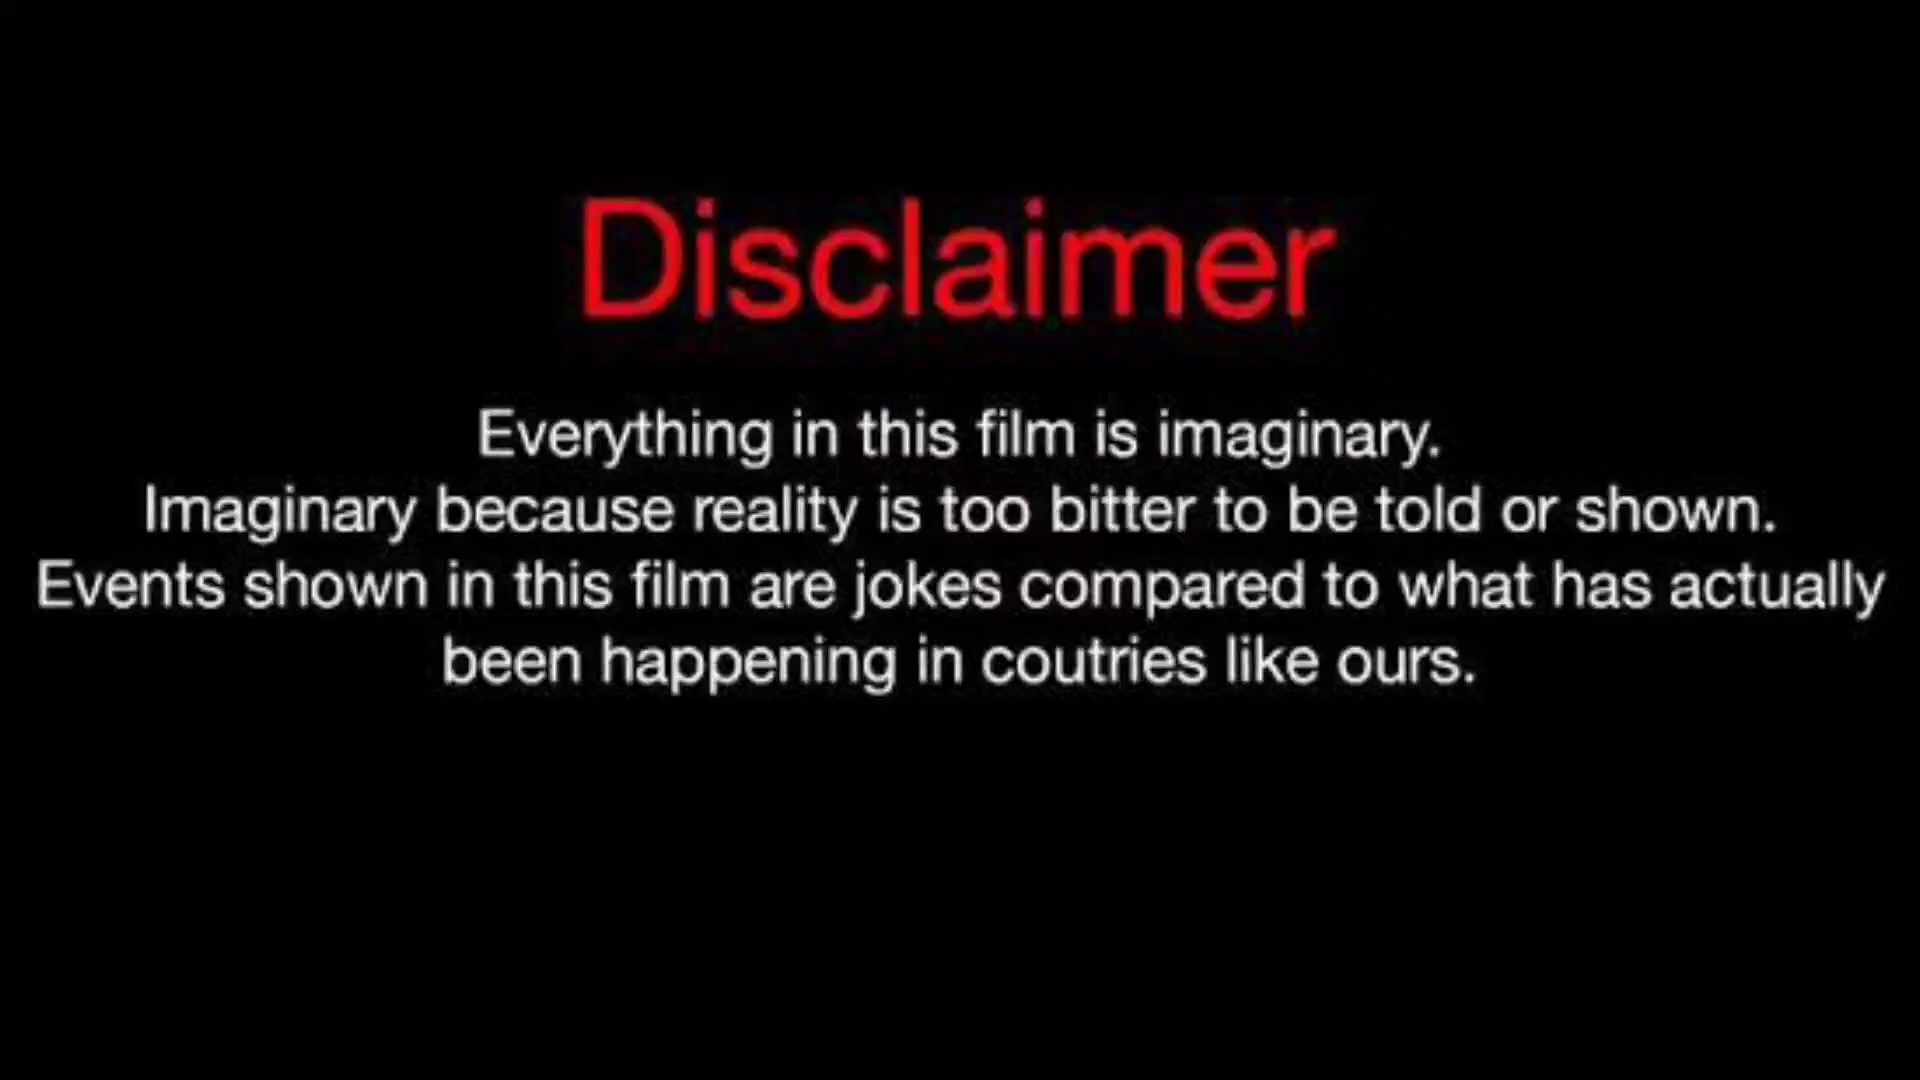 Disclaimer
Everything in this film is imaginary.
Imaginary because reality is too bitter to be told or shown.
Events shown in this film are jokes compared to what has actually
been happening in coutries like ours.